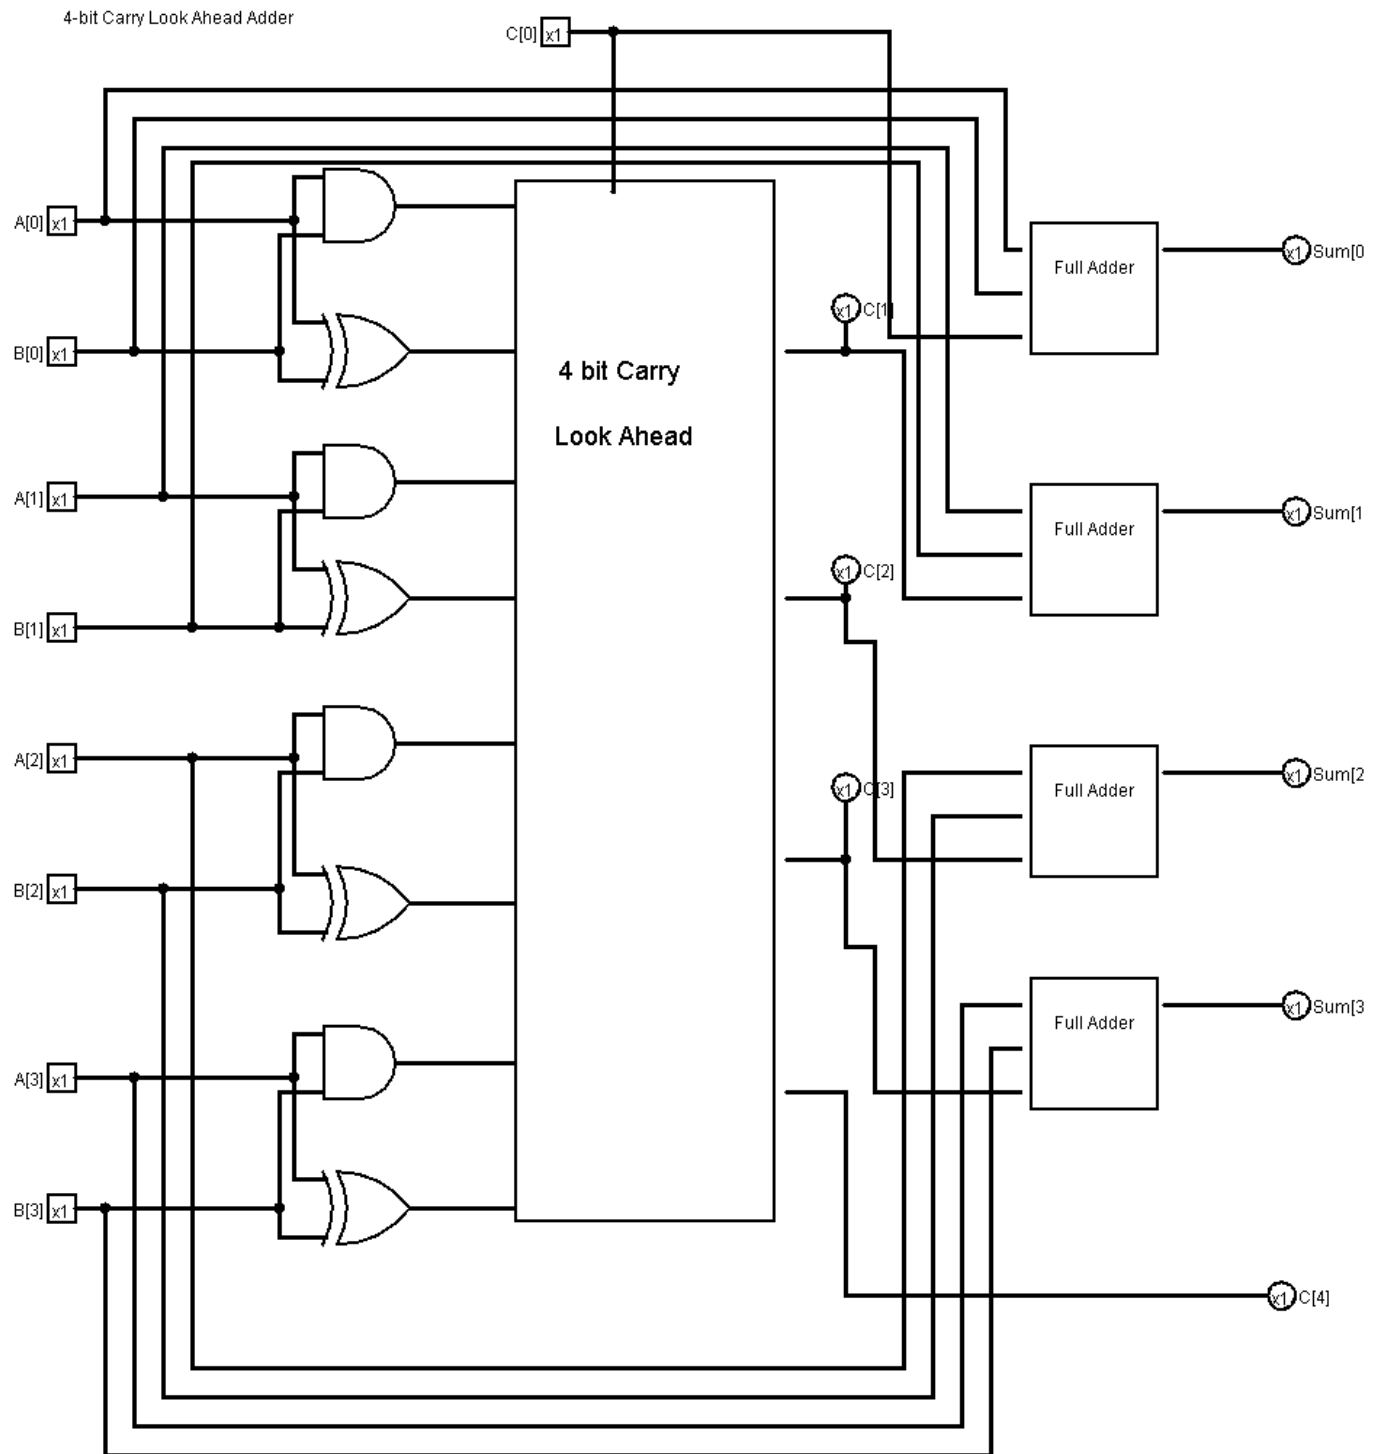 4-bit Carry Look Ahead Adder
C[0] x1
A[0] x1
B[0] x1
A[1] x1
B[1] x1
A[2] x1
B[2] x1
A[3] x1
B[3] x1
4 bit Carry
Look Ahead
x1 C[1]
x1 C[2]
x1 C[3]
Full Adder
x1 Sum[0
Full Adder
x1 Sum[1
Full Adder
x1 Sum[2
Full Adder
x1 Sum[3
x1 C[4]